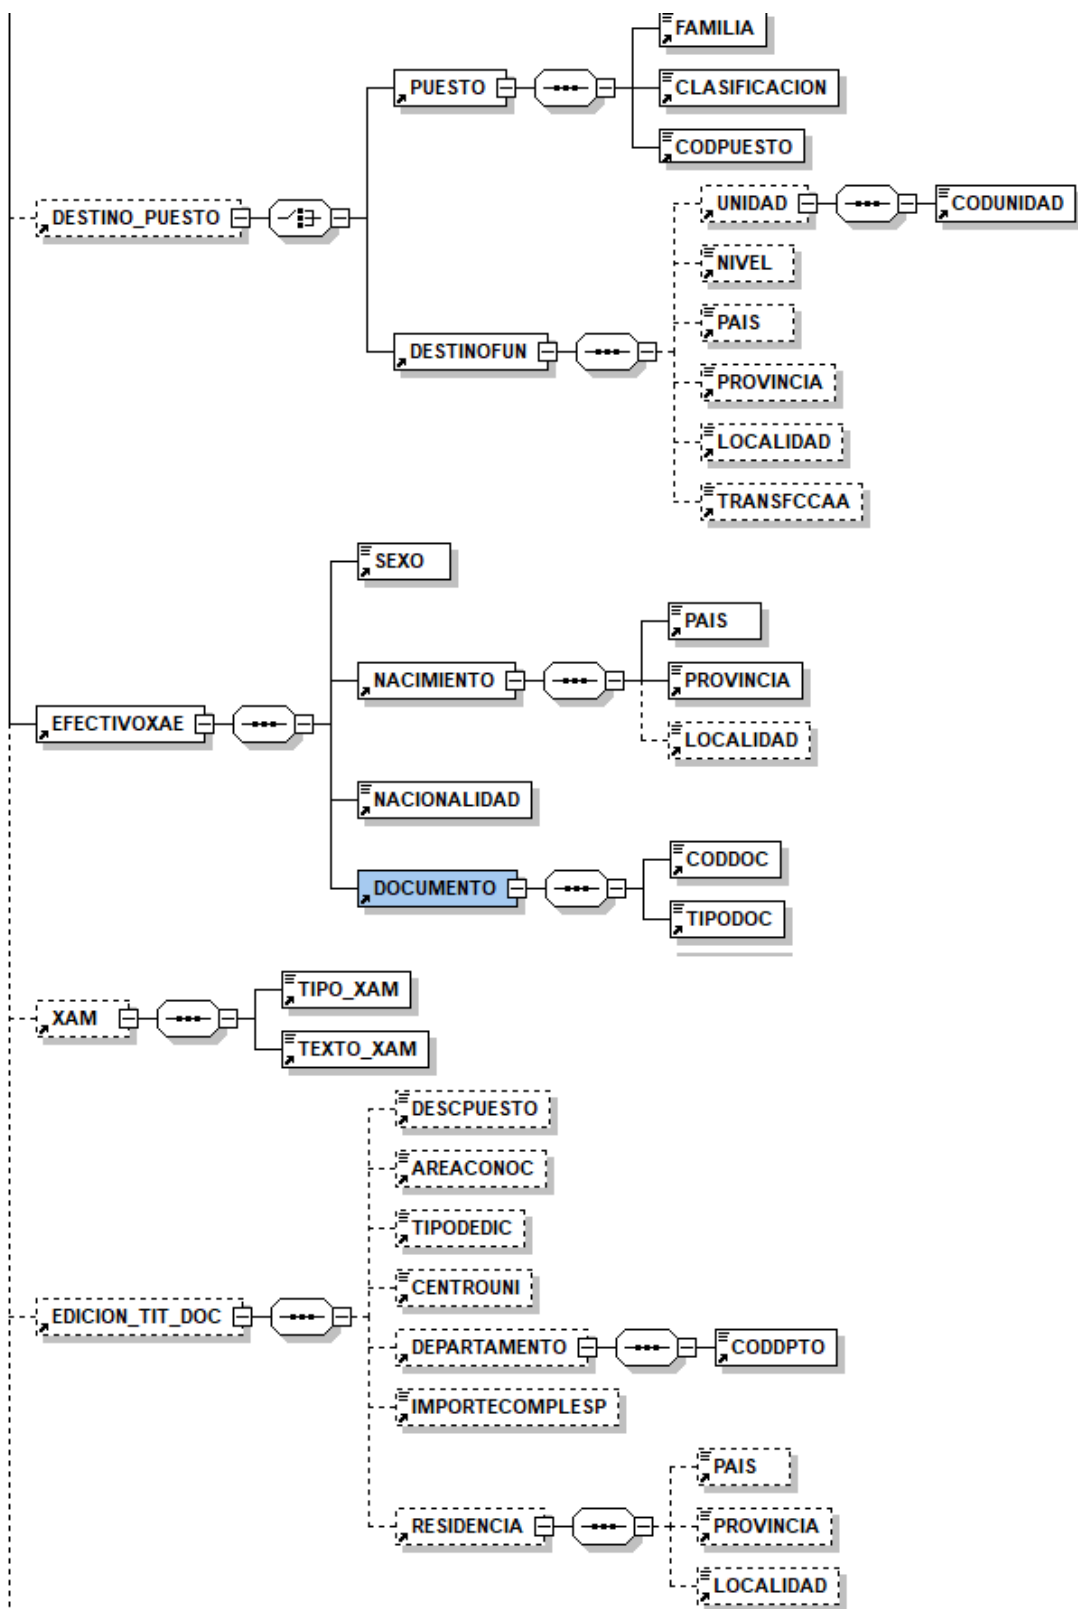 FAMILIA
PUESTO
CLASIFICACION
CODPUESTO
DESTINO_PUESTO
UNIDAD
CODUNIDAD
NIVEL
PAIS
DESTINOFUN
PROVINCIA
LOCALIDAD
TRANSFCCAA
SEXO
PAIS
NACIMIENTO
PROVINCIA
EFECTIVOXAE
LOCALIDAD
NACIONALIDAD
CODDOC
DOCUMENTO
TIPODOC
TIPO_XAM
XAM
TEXTO_XAM
DESCPUESTO
AREACONOC
TIPODEDIC
CENTROUNI
EDICION_TIT_DOC
DEPARTAMENTO
CODDPTO
IMPORTECOMPLESP
PAIS
RESIDENCIA
PROVINCIA
LOCALIDAD